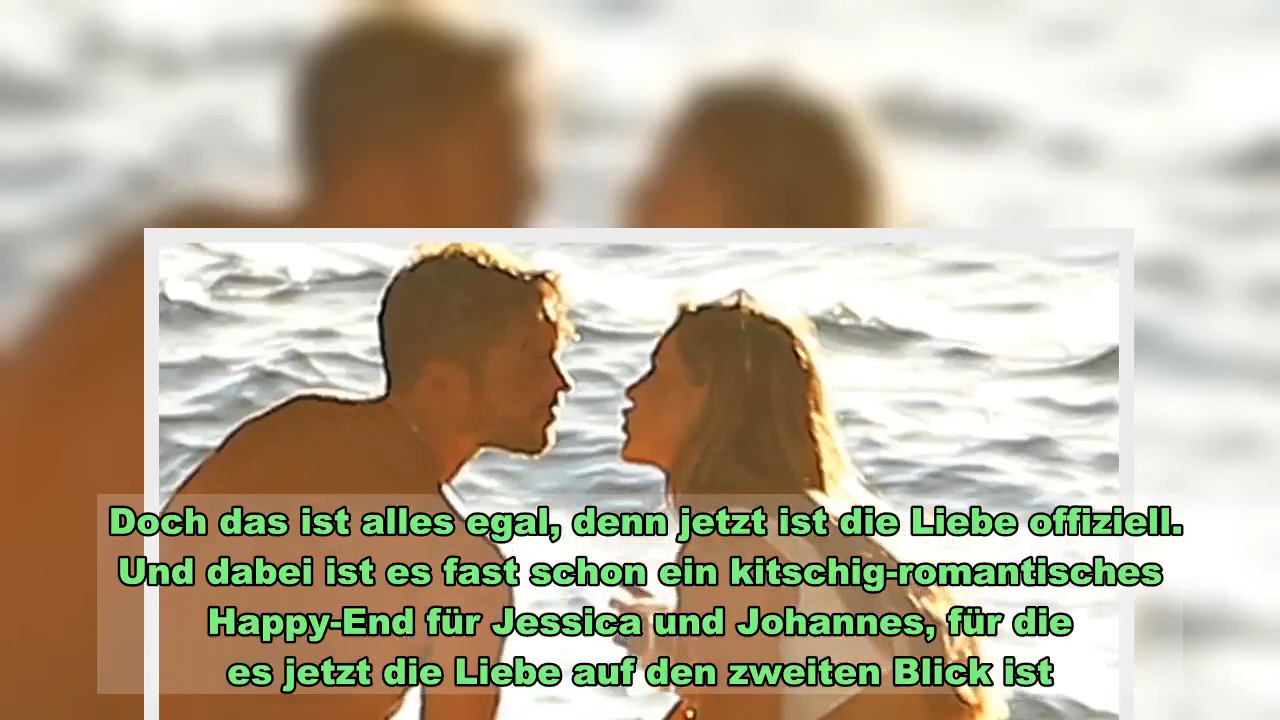 Doch das ist alles egal, denn jetzt ist die Liebe offiziell.
Und dabei ist es fast schon ein kitschig-romantisches
Happy-End für Jessica und Johannes, für die
es jetzt die Liebe auf den zweiten Blick ist